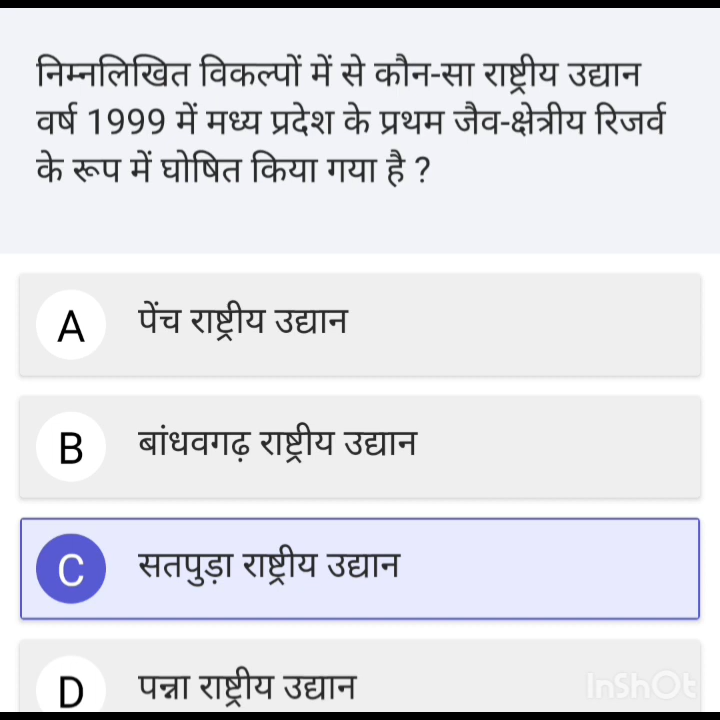 निम्नलिखित विकल्पों में से कौन-सा राष्ट्रीय उद्यान
वर्ष 1999 में मध्य प्रदेश के प्रथम जैव-क्षेत्रीय रिजर्व
के रूप में घोषित किया गया है ?
A पेंच राष्ट्रीय उद्यान
B बांधवगढ़ राष्ट्रीय उद्यान
C सतपुड़ा राष्ट्रीय उद्यान
D पन्ना राष्ट्रीय उद्यान
InShOt